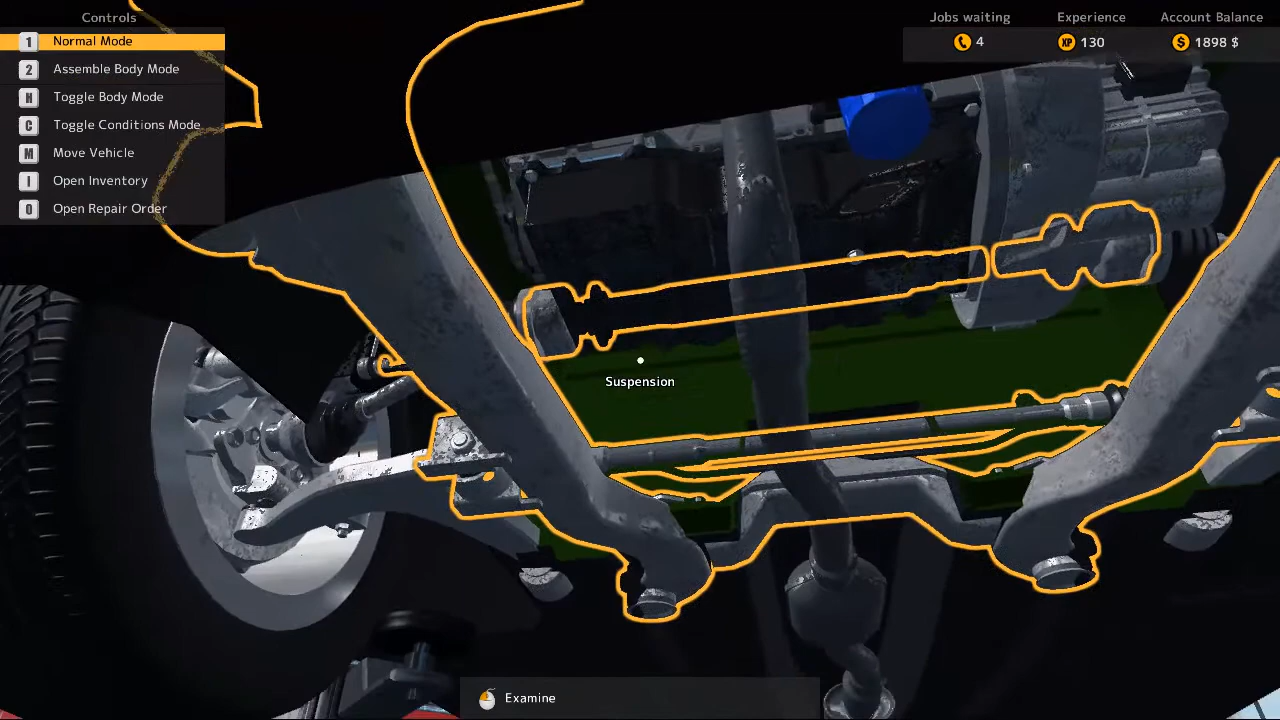 Controls
1 Normal Mode
2 Assemble Body Mode
H Toggle Body Mode
C Toggle Conditions Mode
M Move Vehicle
I Open Inventory
O Open Repair Order
Jobs waiting Experience Account Balance
4 XP 130 $ 1898 $
Suspension
Examine